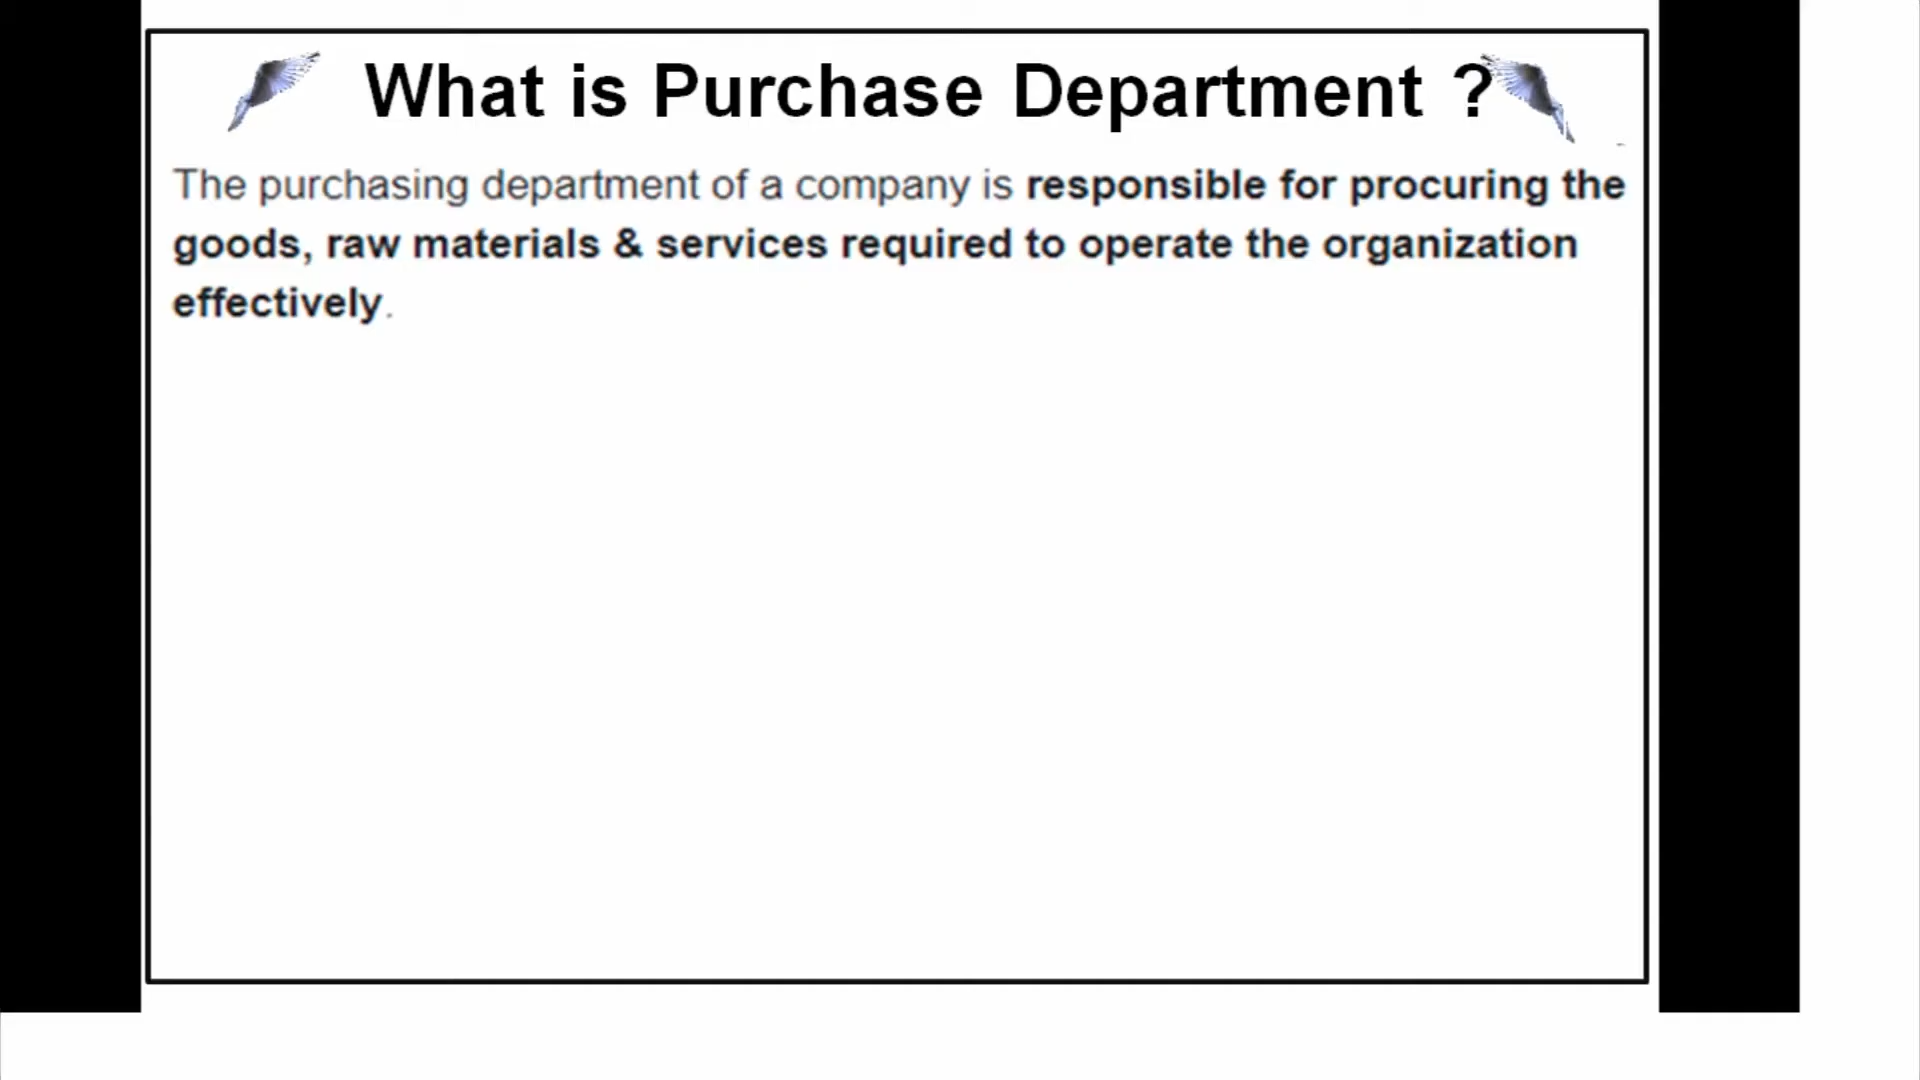 What is Purchase Department ?
The purchasing department of a company is responsible for procuring the
goods, raw materials & services required to operate the organization
effectively.